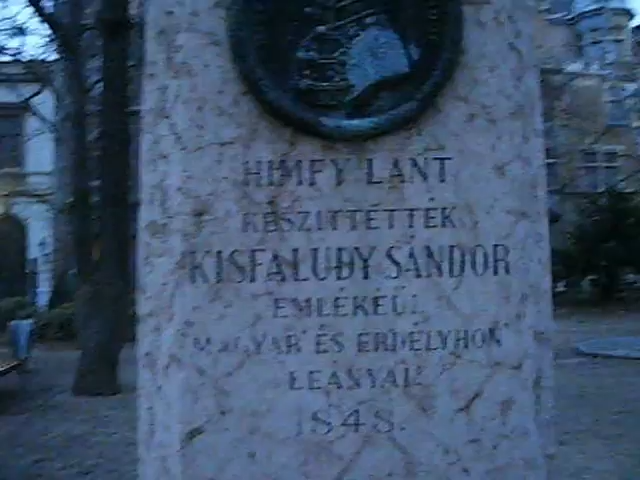 HIMFY LANT
KÉSZITTETTÉK
KISFALUDY SÁNDOR
EMLÉKEÜL
MAGYAR ÉS ERDÉLYHON
LEÁNYAI
1848.